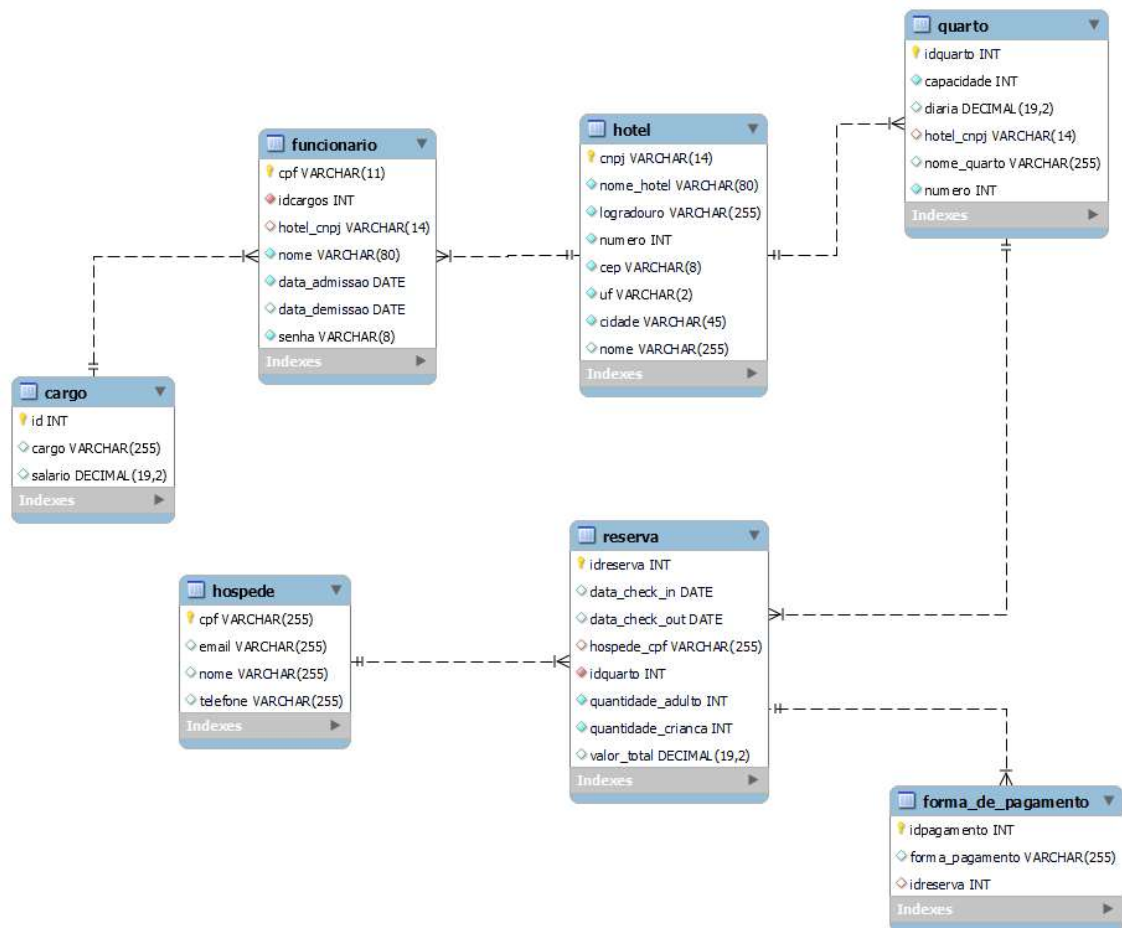 quarto
idquarto INT
capacidade INT
diaria DECIMAL(19,2)
hotel_cnpj VARCHAR(14)
nome_quarto VARCHAR(255)
numero INT
Indexes
funcionario
cpf VARCHAR(11)
idcargos INT
hotel_cnpj VARCHAR(14)
nome VARCHAR(80)
data_admissao DATE
data_demissao DATE
senha VARCHAR(8)
Indexes
hotel
cnpj VARCHAR(14)
nome_hotel VARCHAR(80)
logradouro VARCHAR(255)
numero INT
cep VARCHAR(8)
uf VARCHAR(2)
cidade VARCHAR(45)
nome VARCHAR(255)
Indexes
cargo
id INT
cargo VARCHAR(255)
salario DECIMAL(19,2)
Indexes
hospede
cpf VARCHAR(255)
email VARCHAR(255)
nome VARCHAR(255)
telefone VARCHAR(255)
Indexes
reserva
idreserva INT
data_check_in DATE
data_check_out DATE
hospede_cpf VARCHAR(255)
idquarto INT
quantidade_adulto INT
quantidade_crianca INT
valor_total DECIMAL(19,2)
Indexes
forma_de_pagamento
idpagamento INT
forma_pagamento VARCHAR(255)
idreserva INT
Indexes